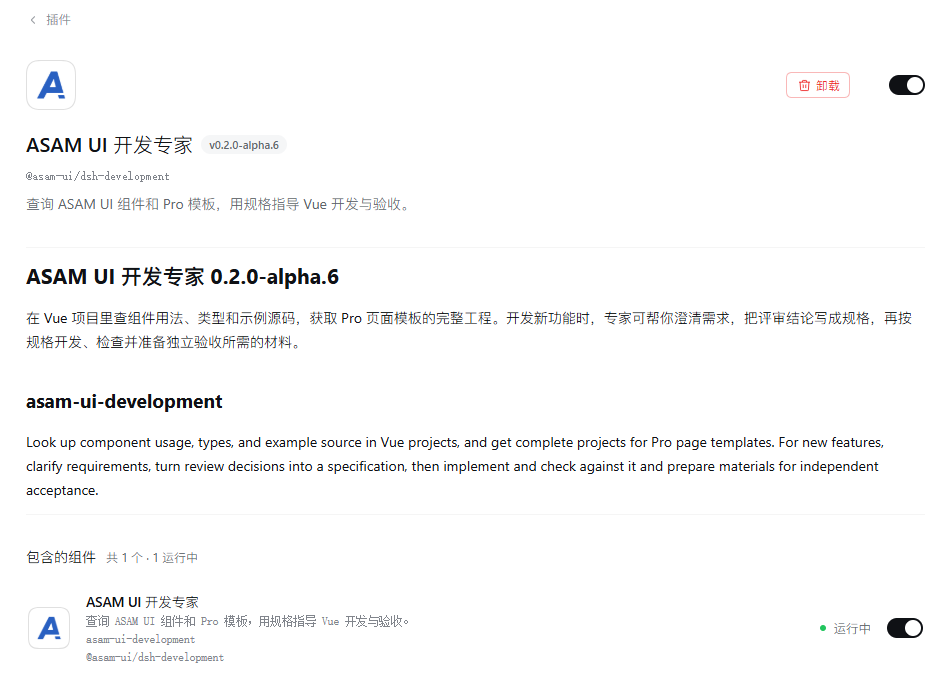 插件
卸载
ASAM UI 开发专家 v0.2.0-alpha.6
@asam-ui/dsh-development
查询 ASAM UI 组件和 Pro 模板，用规格指导 Vue 开发与验收。
ASAM UI 开发专家 0.2.0-alpha.6
在 Vue 项目里查组件用法、类型和示例源码，获取 Pro 页面模板的完整工程。开发新功能时，专家可帮你澄清需求，把评审结论写成规格，再按
规格开发、检查并准备独立验收所需的材料。
asam-ui-development
Look up component usage, types, and example source in Vue projects, and get complete projects for Pro page templates. For new features,
clarify requirements, turn review decisions into a specification, then implement and check against it and prepare materials for independent
acceptance.
包含的组件 共 1 个 · 1 运行中
ASAM UI 开发专家
查询 ASAM UI 组件和 Pro 模板，用规格指导 Vue 开发与验收。
asam-ui-development
运行中
@asam-ui/dsh-development